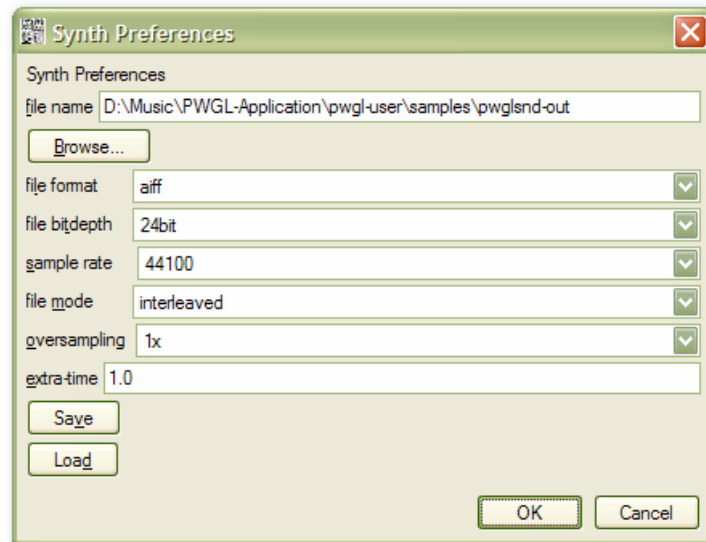 Synth Preferences
Synth Preferences
file name D:\Music\PWGL-Application\pwgl-user\samples\pwglsnd-out
Browse...
file format aiff
file bitdepth 24bit
sample rate 44100
file mode interleaved
oversampling 1x
extra-time 1.0
Save
Load
OK Cancel